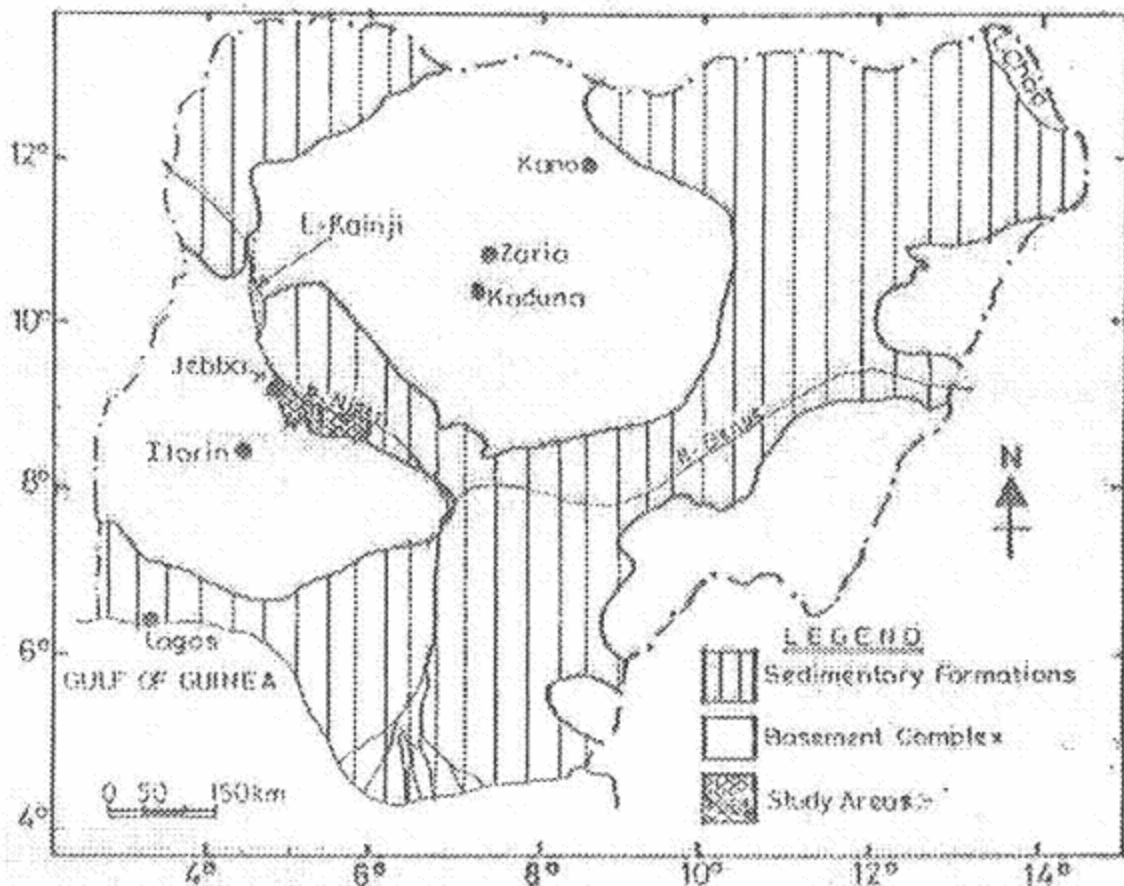 L. Chad
12°
Kano
L. Kainji
Zaria
Kaduna
10°
Jebba
R. Niger
R. Benue
Ilorin
8°
N
LEGEND
6°
Lagos
GULF OF GUINEA
Sedimentary Formations
Basement Complex
0 50 150km
Study Areas
4°
4° 6° 8° 10° 12° 14°